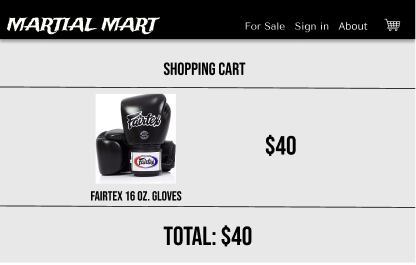 MARTIAL MART
For Sale Sign in About
SHOPPING CART
Fairtex
Fairtex
$40
FAIRTEX 16 OZ. GLOVES
TOTAL: $40